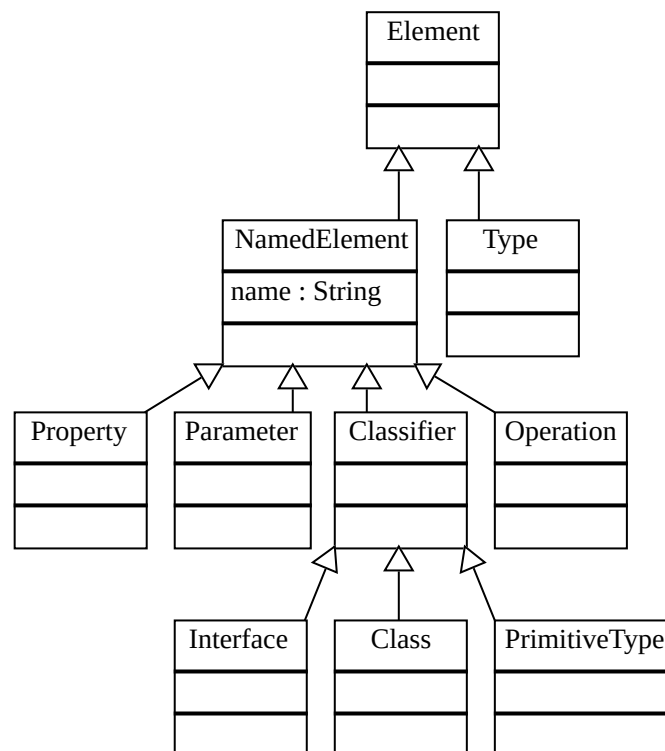 Element
NamedElement
Type
name : String
Property
Parameter
Classifier
Operation
Interface
Class
PrimitiveType